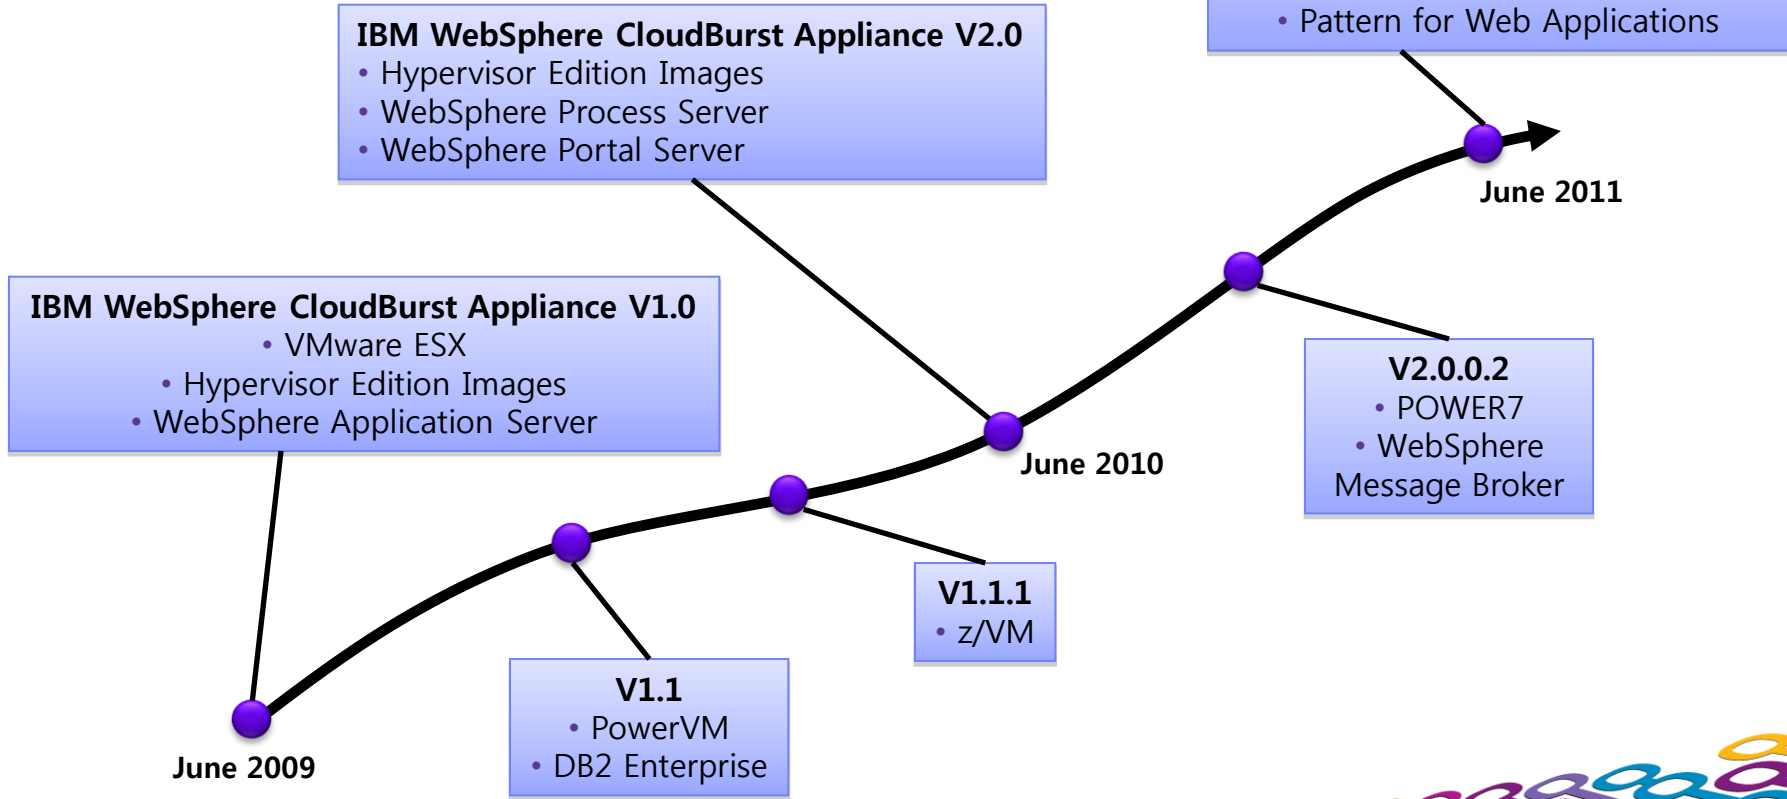 IBM WebSphere CloudBurst Appliance V2.0
• Hypervisor Edition Images
• WebSphere Process Server
• WebSphere Portal Server
• Pattern for Web Applications
June 2011
IBM WebSphere CloudBurst Appliance V1.0
• VMware ESX
• Hypervisor Edition Images
• WebSphere Application Server
V2.0.0.2
• POWER7
• WebSphere
Message Broker
June 2010
V1.1.1
• z/VM
V1.1
• PowerVM
• DB2 Enterprise
June 2009